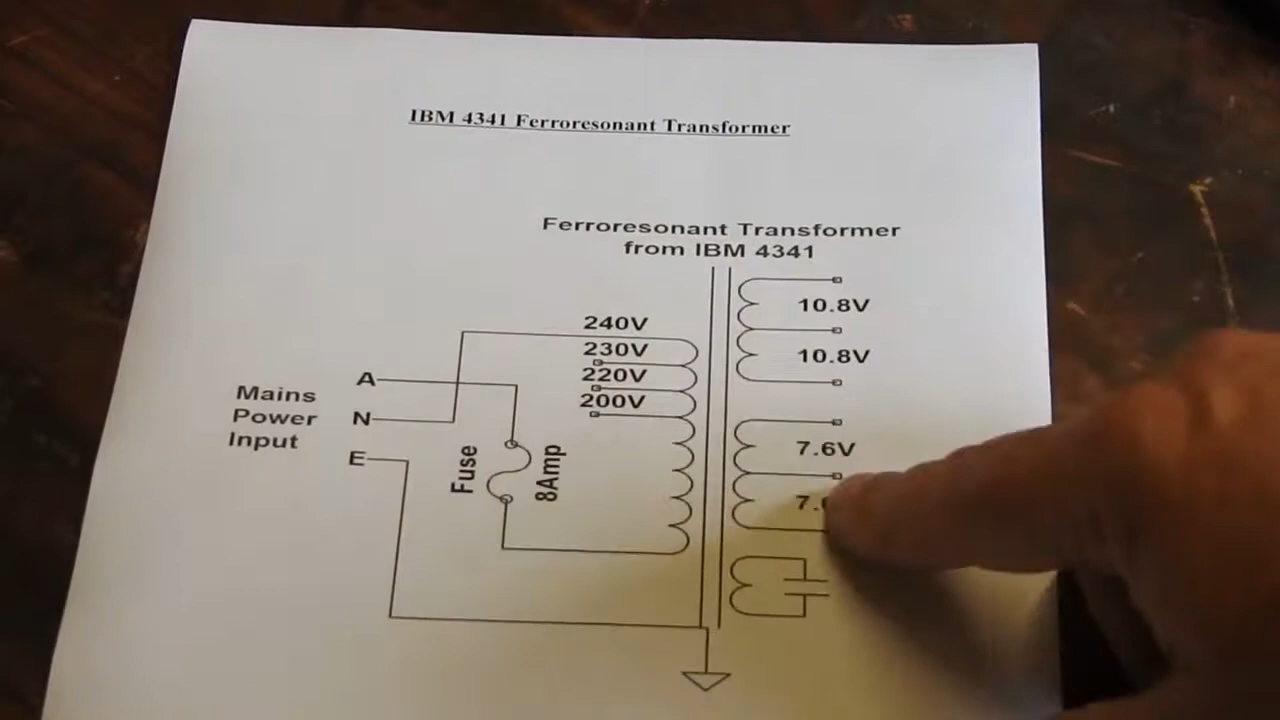 IBM 4341 Ferroresonant Transformer
Ferroresonant Transformer
from IBM 4341
10.8V
240V
230V
10.8V
220V
A
Mains
200V
Power
N
Input
7.6V
E
Fuse
8Amp